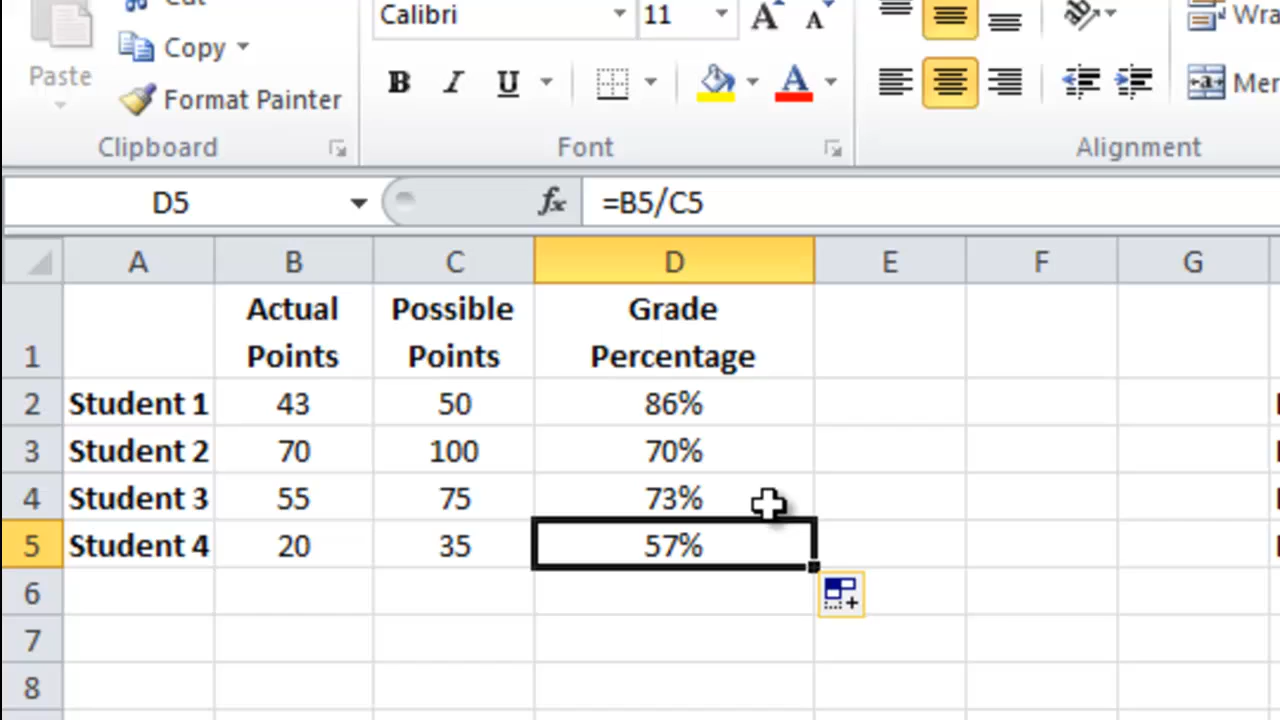 Calibri 11
Copy
Paste
Format Painter
Clipboard Font Alignment
D5 fx =B5/C5
A B C D E F G
Actual Possible Grade
1 Points Points Percentage
2 Student 1 43 50 86%
3 Student 2 70 100 70%
4 Student 3 55 75 73%
5 Student 4 20 35 57%
6
7
8